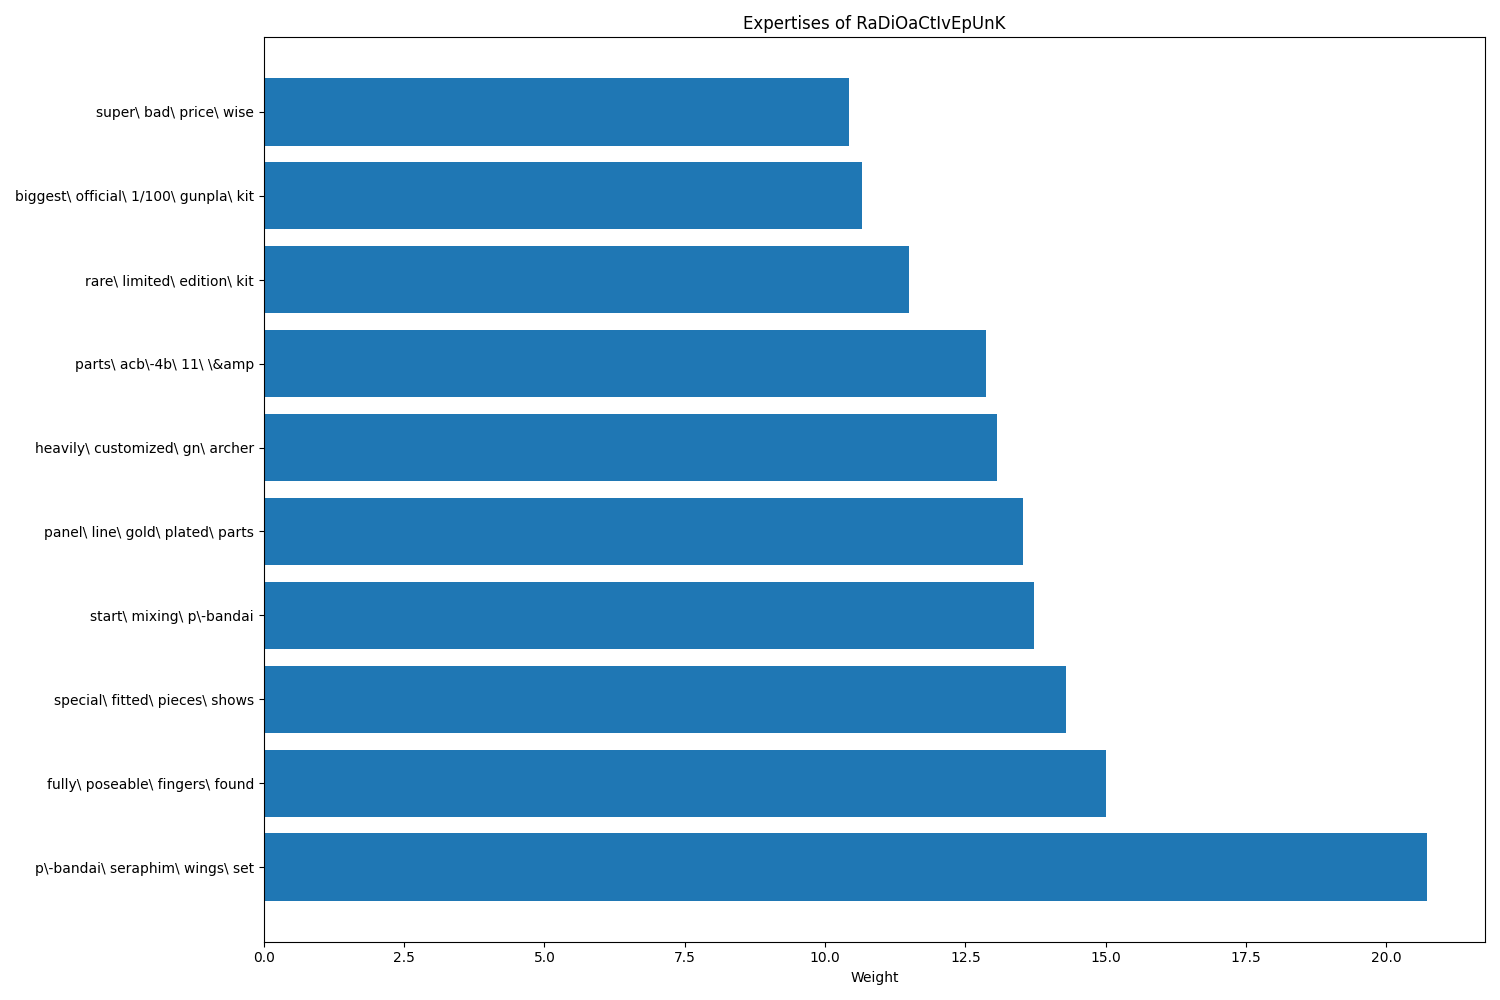 Expertises of RaDiOaCtIvEpUnK
super\ bad\ price\ wise
biggest\ official\ 1/100\ gunpla\ kit
rare\ limited\ edition\ kit
parts\ acb\-4b\ 11\ \&amp
heavily\ customized\ gn\ archer
panel\ line\ gold\ plated\ parts
start\ mixing\ p\-bandai
special\ fitted\ pieces\ shows
fully\ poseable\ fingers\ found
p\-bandai\ seraphim\ wings\ set
0.0 2.5 5.0 7.5 10.0 12.5 15.0 17.5 20.0
Weight